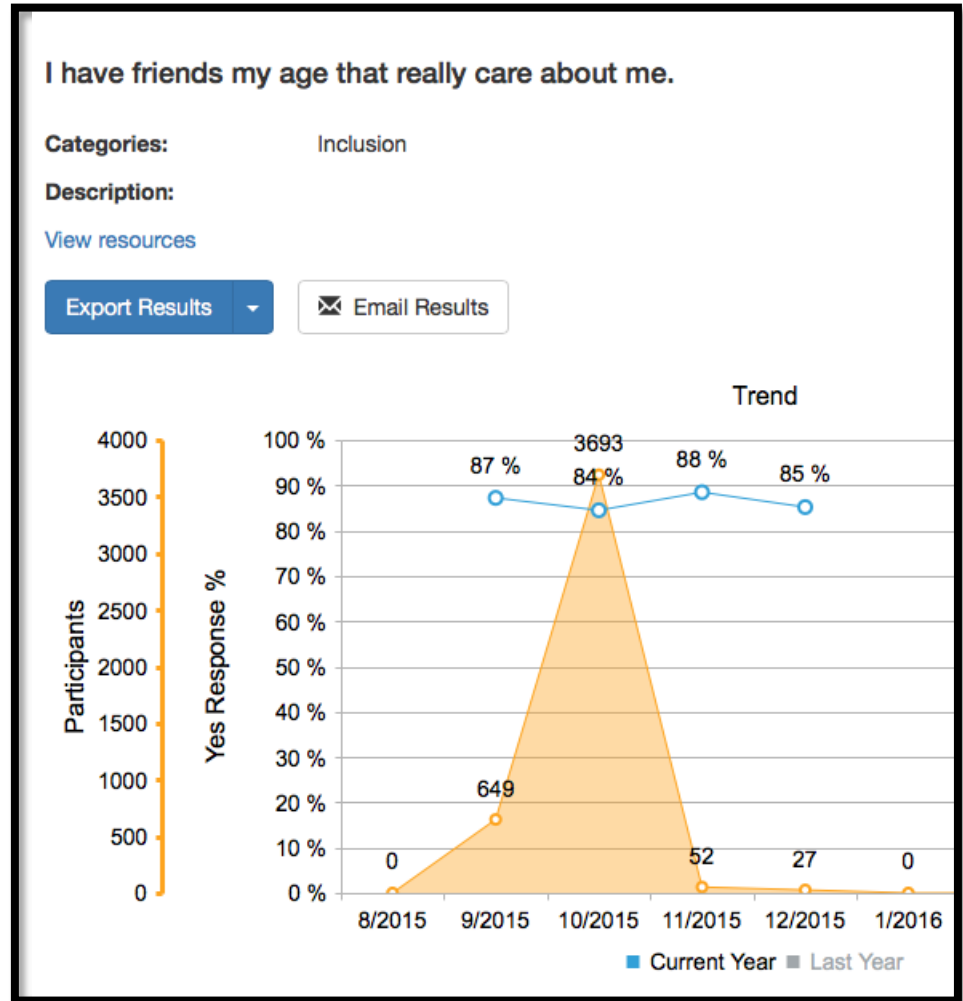 I have friends my age that really care about me.
Categories: Inclusion
Description:
View resources
Export Results Email Results
Trend
Participants
4000
3500
3000
2500
2000
1500
1000
500
0
Yes Response %
100 %
90 %
80 %
70 %
60 %
50 %
40 %
30 %
20 %
10 %
0 %
87 % 84 % 88 % 85 %
0 649 3693 52 27 0
8/2015 9/2015 10/2015 11/2015 12/2015 1/2016
Current Year Last Year